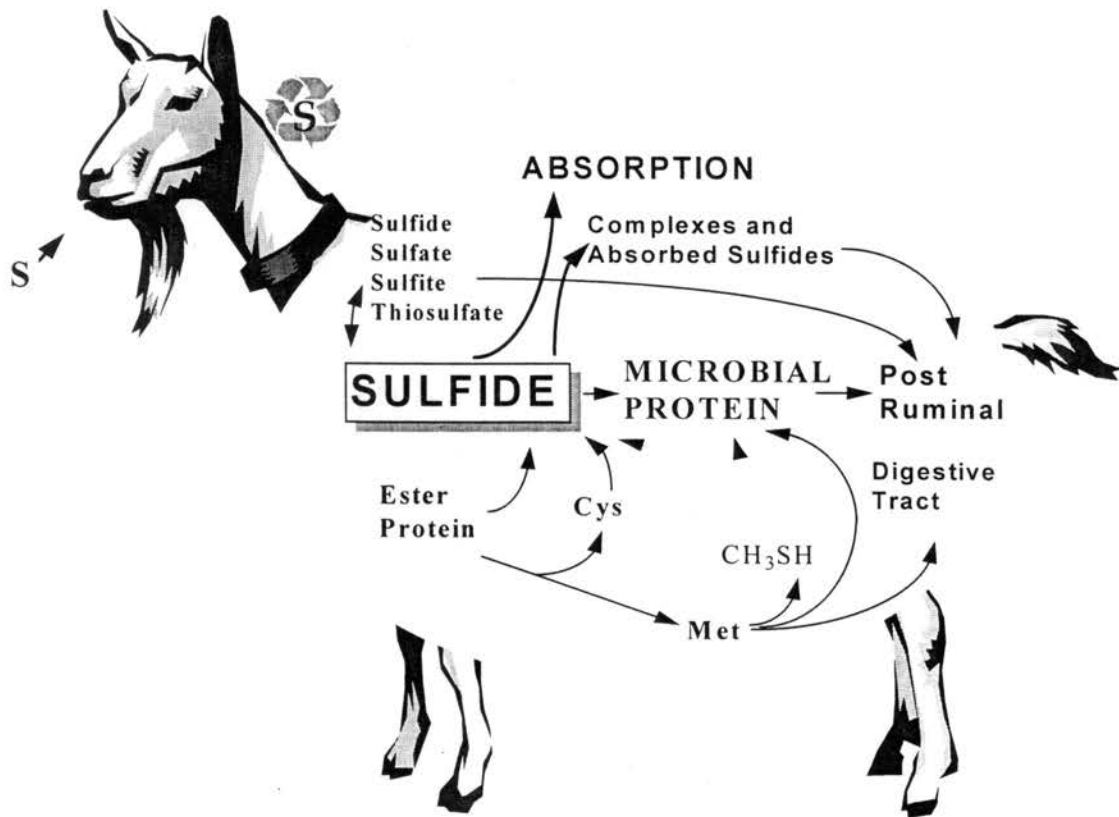 S
S
ABSORPTION
Sulfide
Sulfate
Sulfite
Thiosulfate
Complexes and
Absorbed Sulfides
SULFIDE
MICROBIAL
PROTEIN
Post
Ruminal
Digestive
Tract
Ester
Protein
Cys
CH₃SH
Met